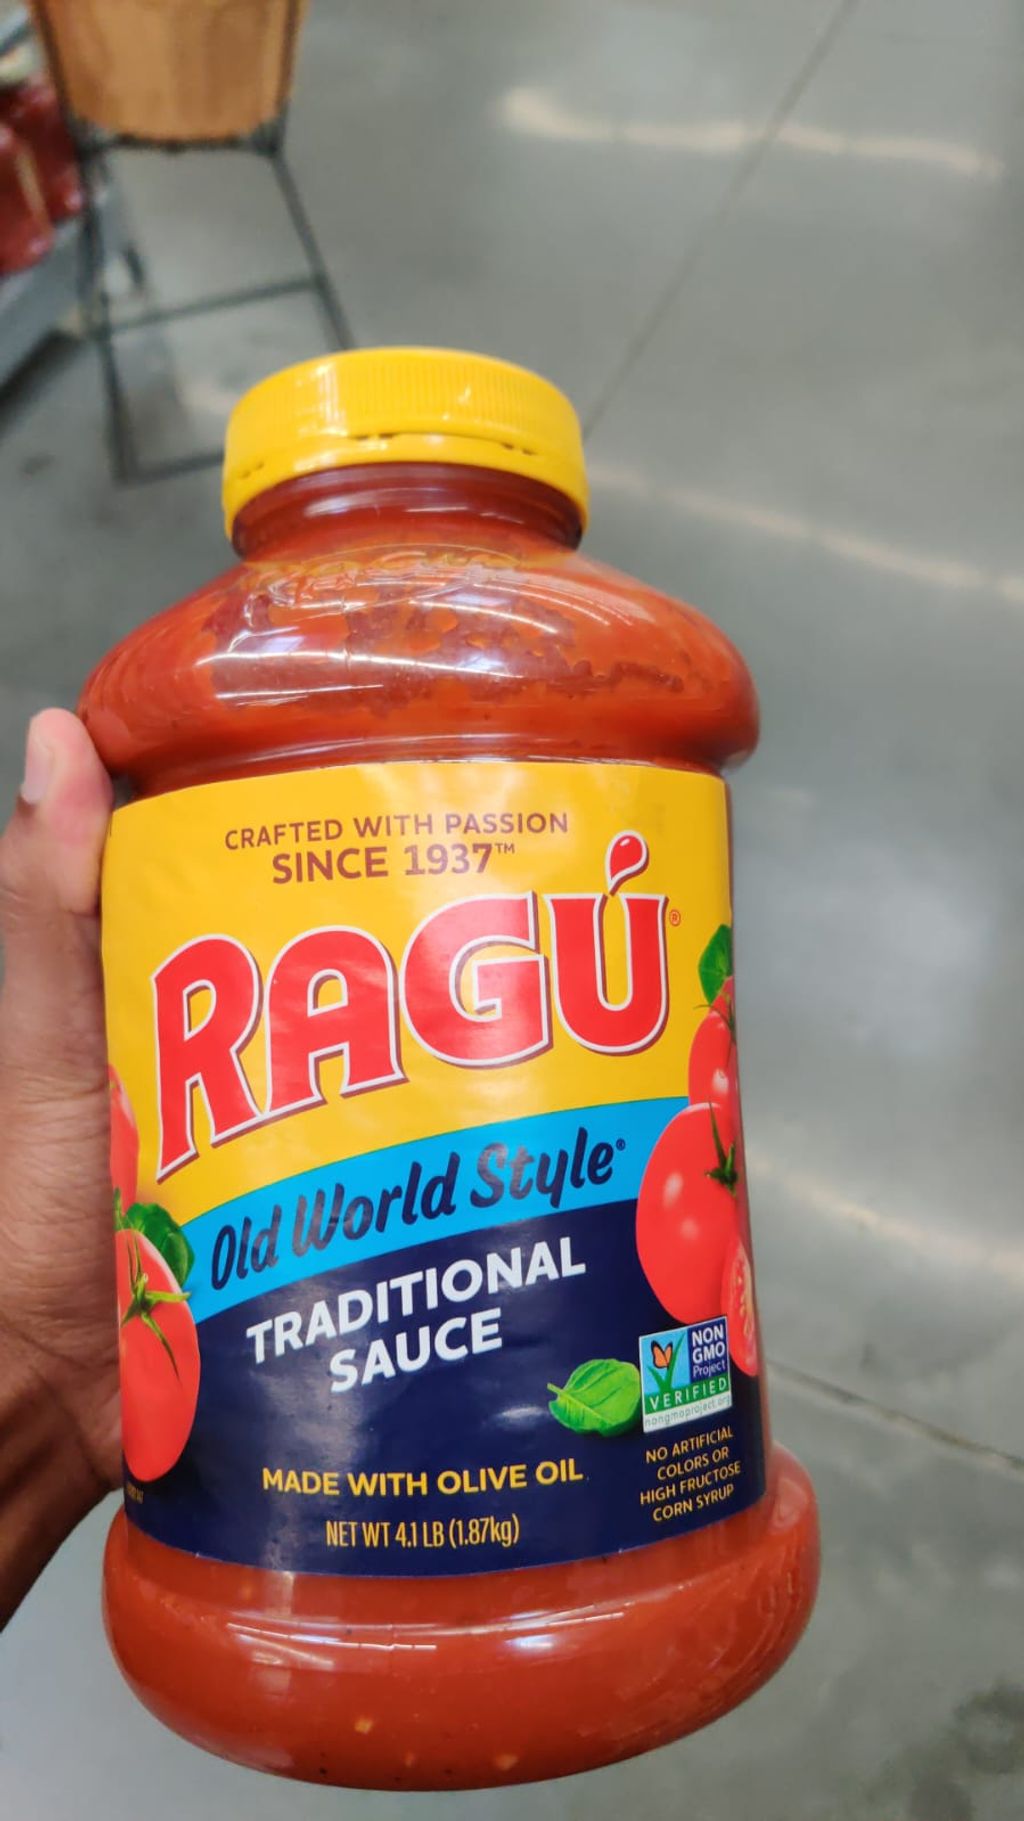 CRAFTED WITH PASSION
SINCE 1937™
RAGÚ®
Old World Style®
TRADITIONAL
SAUCE
NON
GMO
Project
VERIFIED
nongmoproject.org
MADE WITH OLIVE OIL
NET WT 4.1 LB (1.87kg)
NO ARTIFICIAL
COLORS OR
HIGH FRUCTOSE
CORN SYRUP